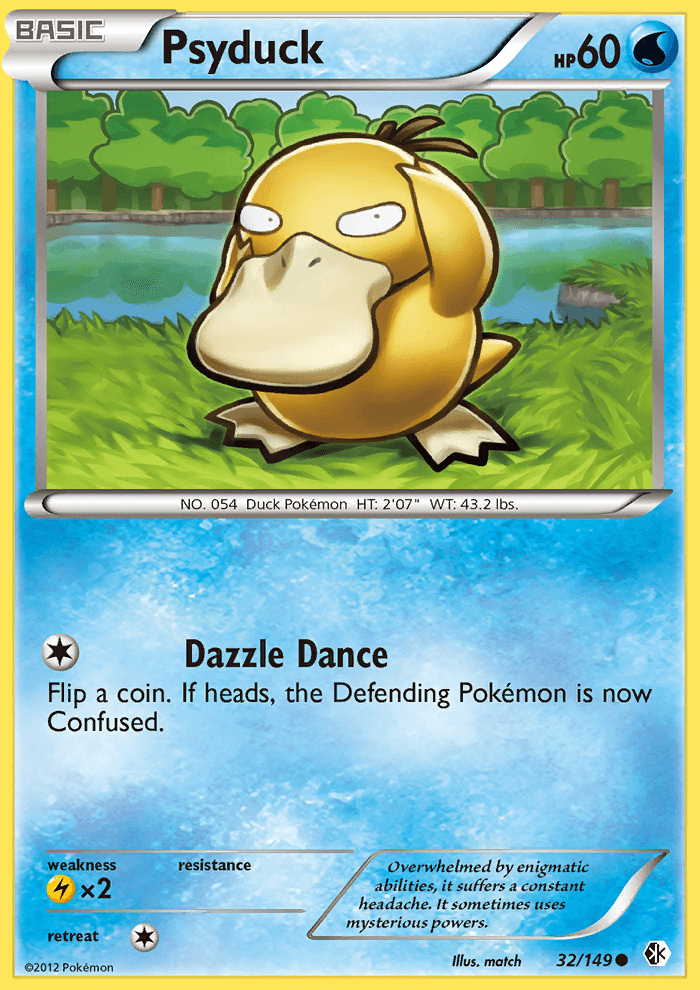 BASIC
Psyduck
HP60
NO. 054 Duck Pokémon HT: 2'07" WT: 43.2 lbs.
Dazzle Dance
Flip a coin. If heads, the Defending Pokémon is now
Confused.
weakness resistance
×2
retreat
Overwhelmed by enigmatic
abilities, it suffers a constant
headache. It sometimes uses
mysterious powers.
©2012 Pokémon
Illus. match
32/149